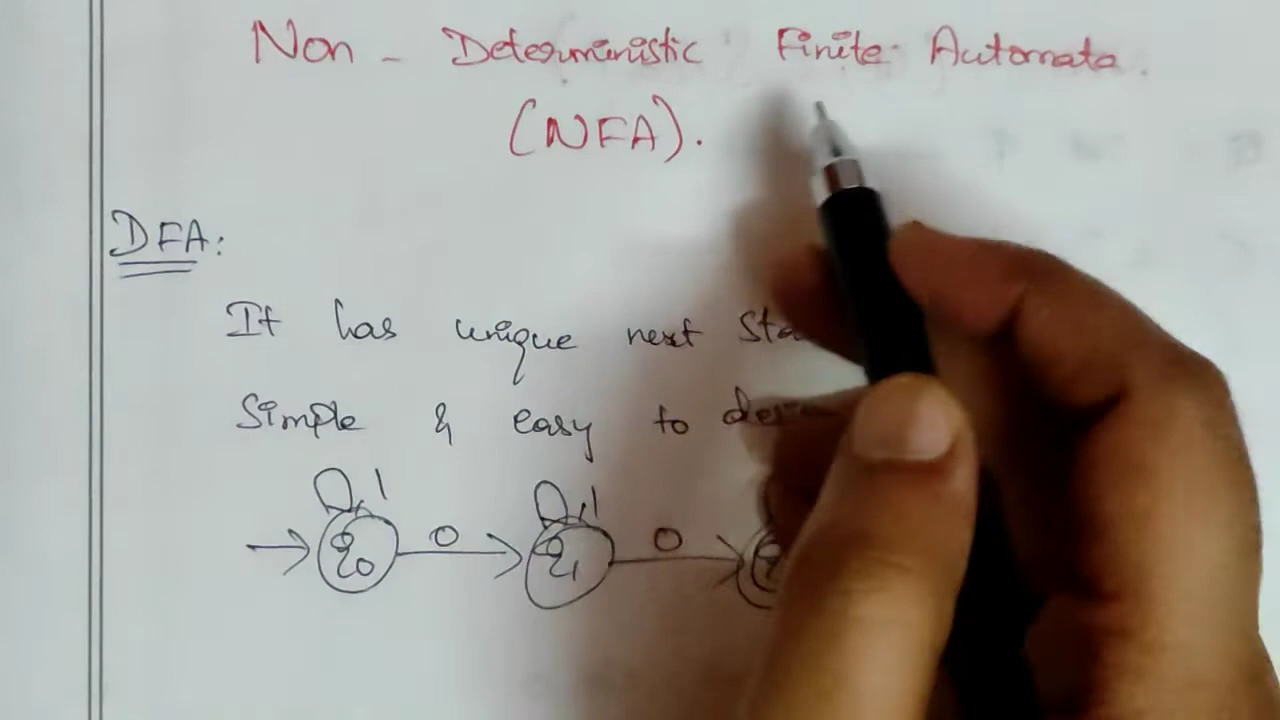 Non - Deterministic Finite Automata.
(NFA).
DFA:
It has unique next
Simple & easy to
1 1
0 0
q0 q1